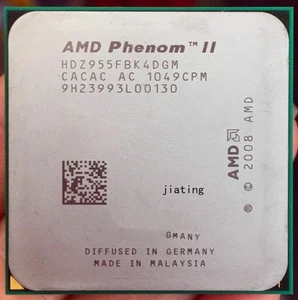 AMD Phenom™ II
HDZ955FBK4DGM
CACAC AC 1049CPM
9H23993L00130
AMD
© 2008 AMD
jiating
GMANY
DIFFUSED IN GERMANY
MADE IN MALAYSIA